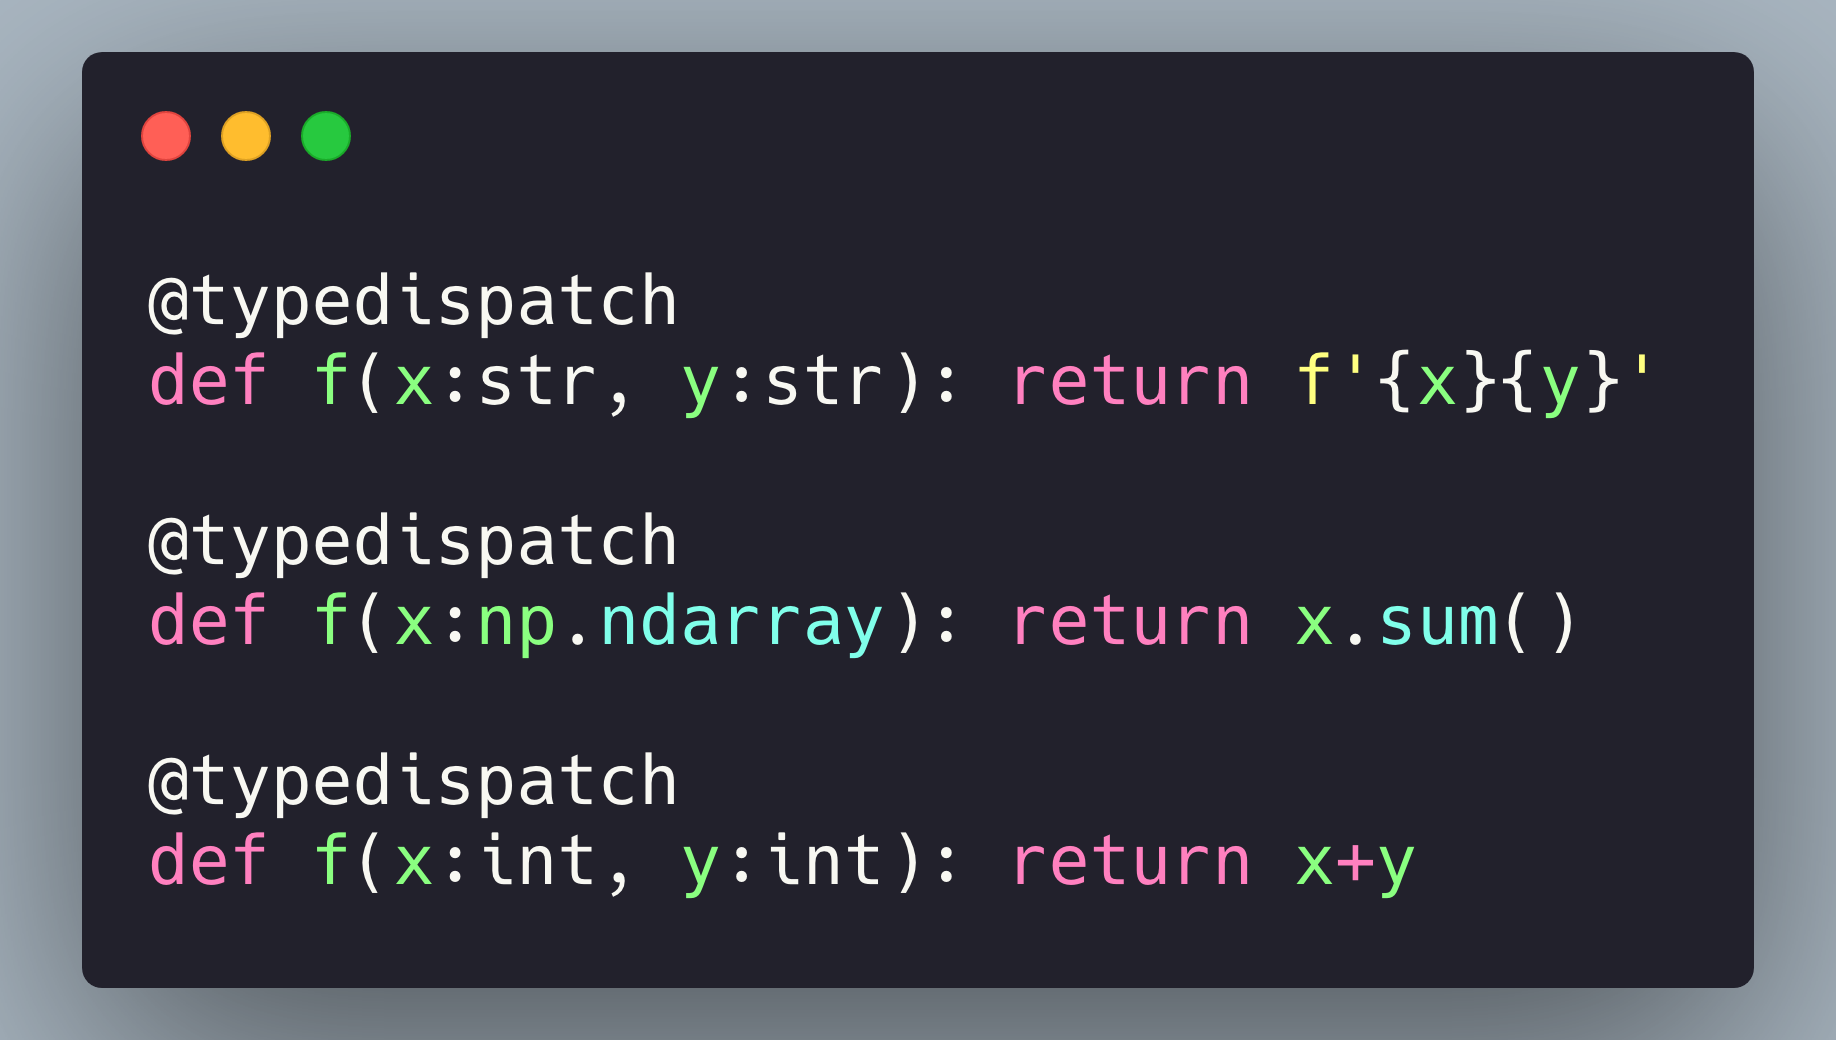 @typedispatch
def f(x:str, y:str): return f'{x}{y}'
@typedispatch
def f(x:np.ndarray): return x.sum()
@typedispatch
def f(x:int, y:int): return x+y